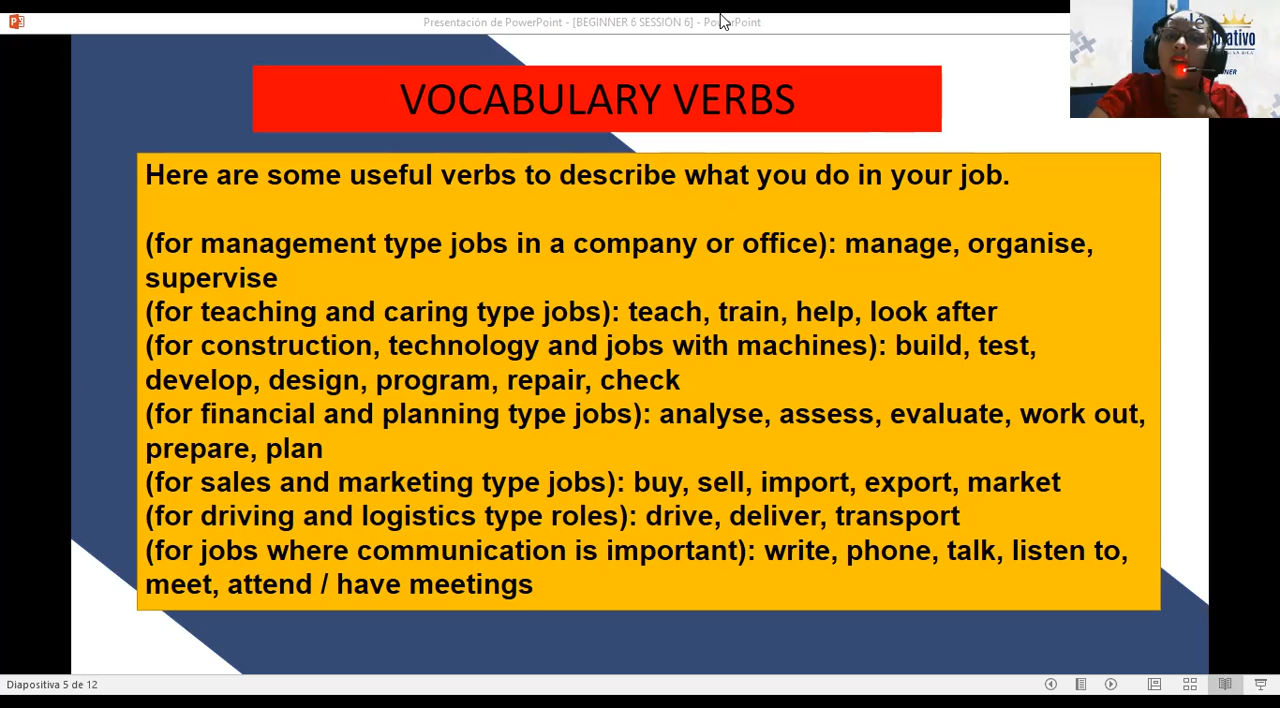 Presentación de PowerPoint - [BEGINNER 6 SESSION 6] - PowerPoint
VOCABULARY VERBS
Here are some useful verbs to describe what you do in your job.
(for management type jobs in a company or office): manage, organise,
supervise
(for teaching and caring type jobs): teach, train, help, look after
(for construction, technology and jobs with machines): build, test,
develop, design, program, repair, check
(for financial and planning type jobs): analyse, assess, evaluate, work out,
prepare, plan
(for sales and marketing type jobs): buy, sell, import, export, market
(for driving and logistics type roles): drive, deliver, transport
(for jobs where communication is important): write, phone, talk, listen to,
meet, attend / have meetings
Diapositiva 5 de 12